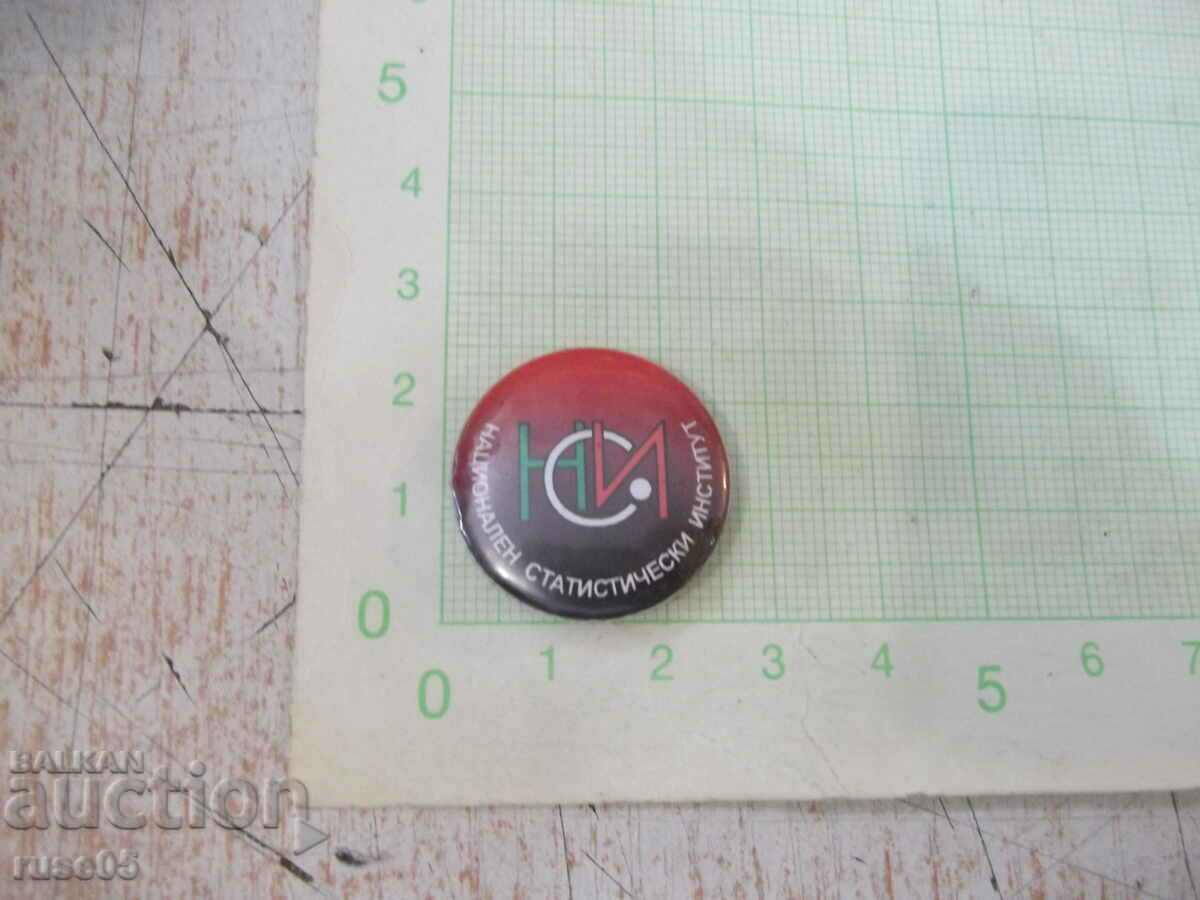 5
4
3
2
1
0
0 1 2 3 4 5 6 7
НСИ
НАЦИОНАЛЕН СТАТИСТИЧЕСКИ ИНСТИТУТ
BALKAN
auction
ruse05